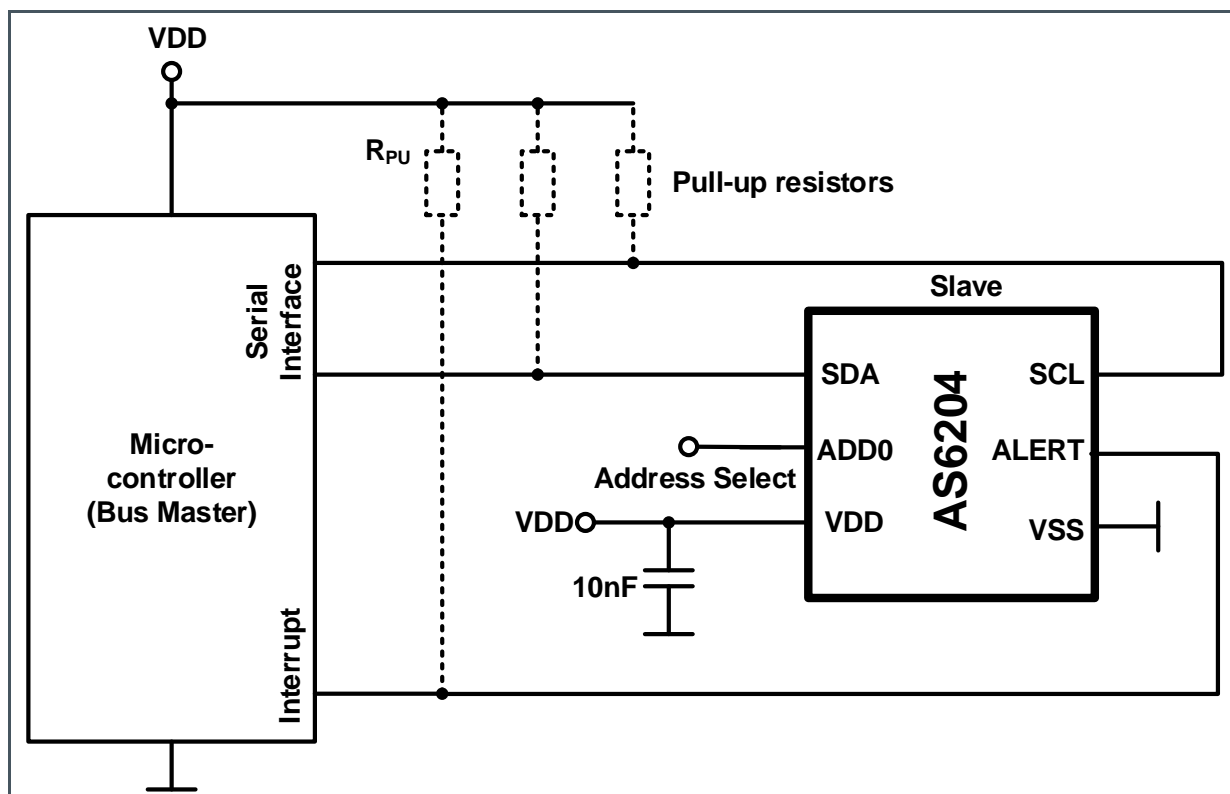 VDD
RPU
Pull-up resistors
Serial
Interface
Slave
SDA
SCL
Micro-
controller
(Bus Master)
ADD0
ALERT
Address Select
AS6204
VDD
VDD
VSS
10nF
Interrupt